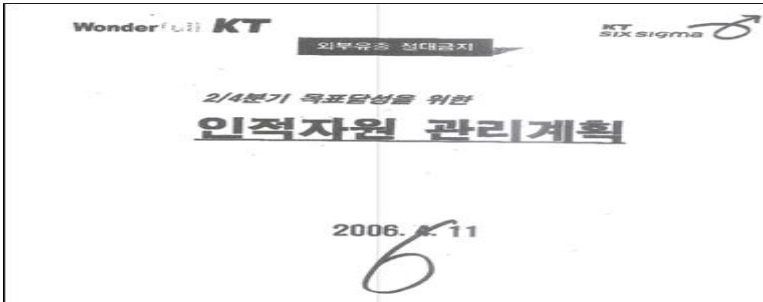 Wonderfull KT
KT
six sigma
외부유출 절대금지
2/4분기 목표달성을 위한
인적자원 관리계획
2006. 4. 11
6